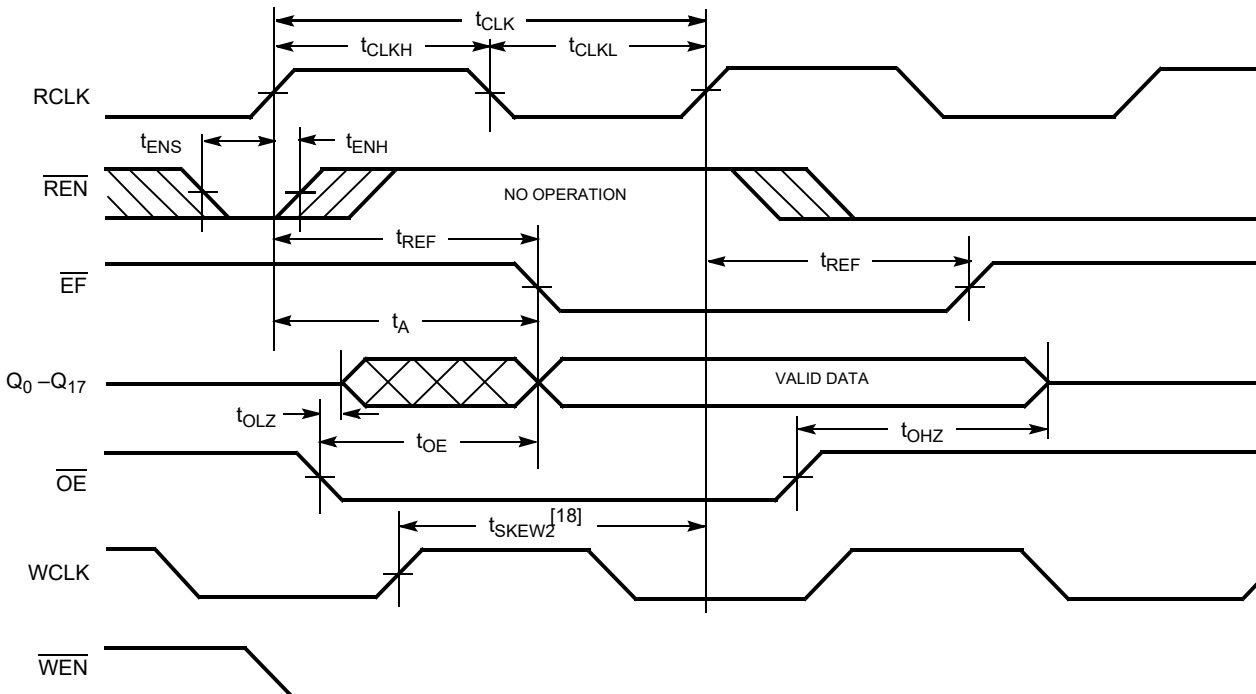 tCLK
tCLKH tCLKL
RCLK
tENS tENH
REN
NO OPERATION
tREF
tREF
EF
tA
Q0 –Q17
VALID DATA
tOLZ
tOE
tOHZ
OE
tSKEW2[18]
WCLK
WEN